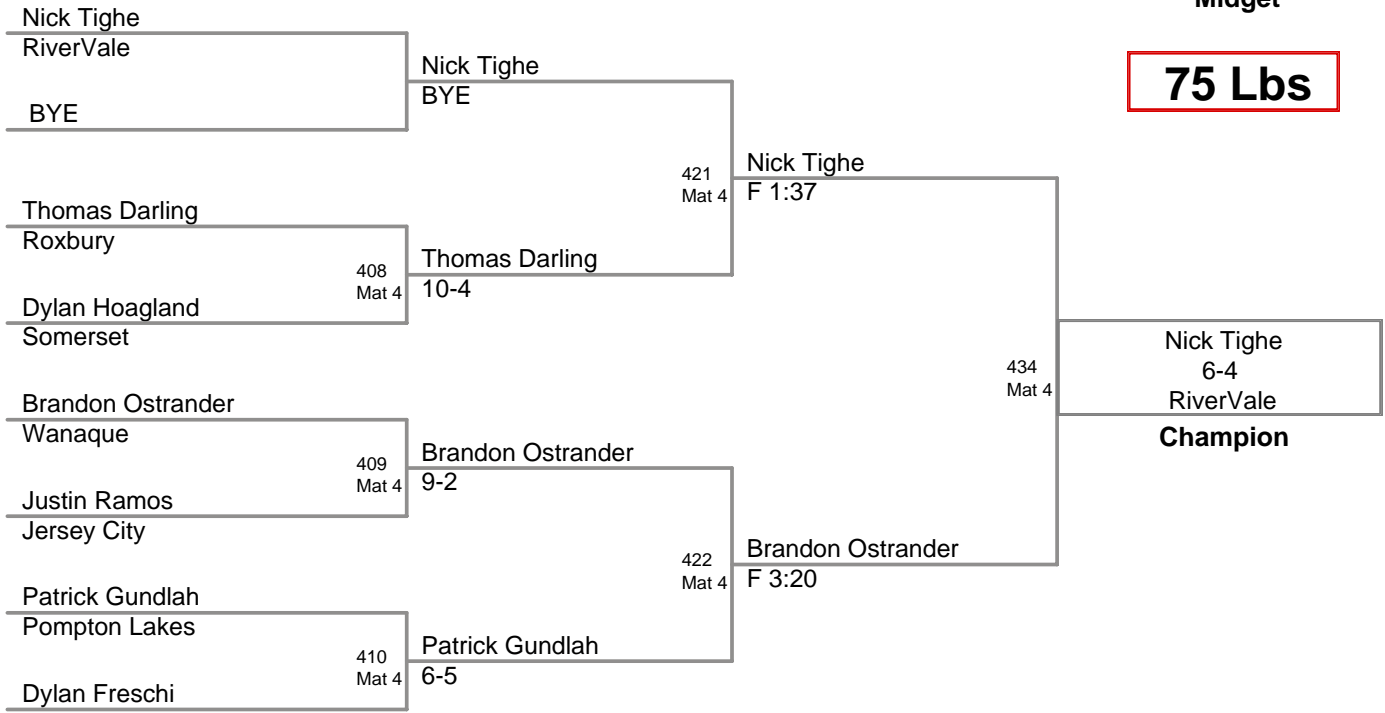 Midget
75 Lbs
Nick Tighe
RiverVale
BYE
Nick Tighe
BYE
Thomas Darling
Roxbury
Dylan Hoagland
Somerset
408
Mat 4
Thomas Darling
10-4
421
Mat 4
Nick Tighe
F 1:37
Brandon Ostrander
Wanaque
Justin Ramos
Jersey City
409
Mat 4
Brandon Ostrander
9-2
Patrick Gundlah
Pompton Lakes
Dylan Freschi
410
Mat 4
Patrick Gundlah
6-5
422
Mat 4
Brandon Ostrander
F 3:20
434
Mat 4
Nick Tighe
6-4
RiverVale
Champion